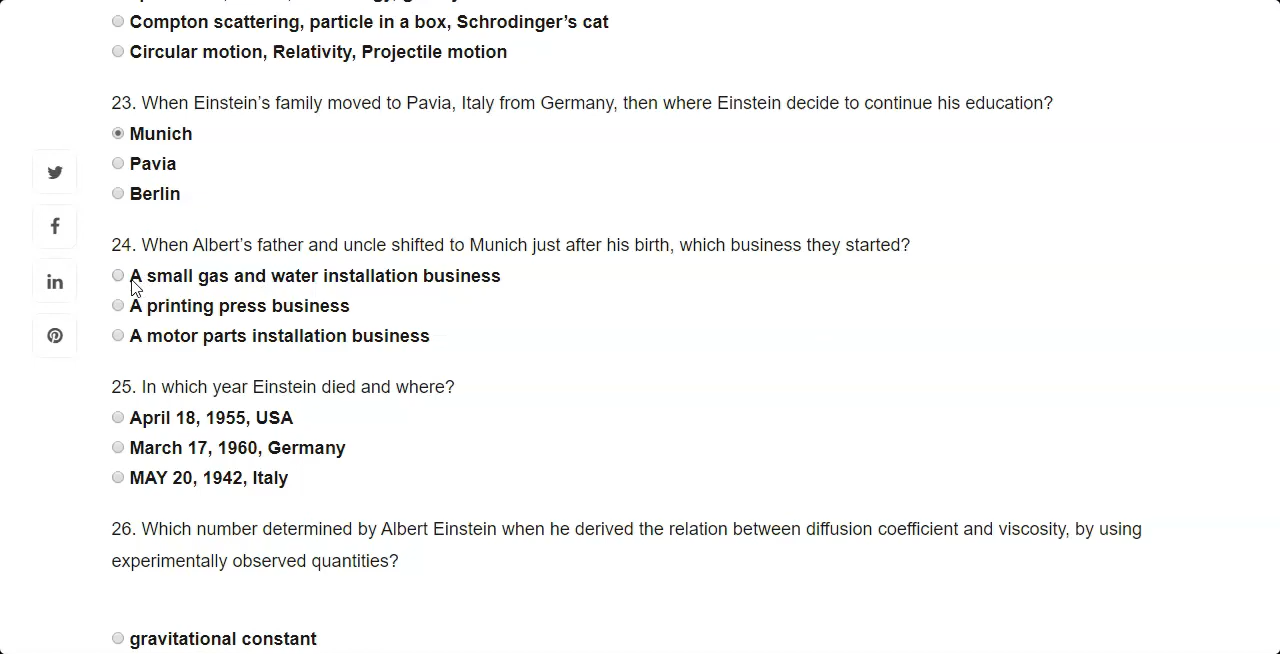 Compton scattering, particle in a box, Schrodinger’s cat
Circular motion, Relativity, Projectile motion
23. When Einstein’s family moved to Pavia, Italy from Germany, then where Einstein decide to continue his education?
Munich
Pavia
Berlin
24. When Albert’s father and uncle shifted to Munich just after his birth, which business they started?
A small gas and water installation business
A printing press business
A motor parts installation business
25. In which year Einstein died and where?
April 18, 1955, USA
March 17, 1960, Germany
MAY 20, 1942, Italy
26. Which number determined by Albert Einstein when he derived the relation between diffusion coefficient and viscosity, by using
experimentally observed quantities?
gravitational constant